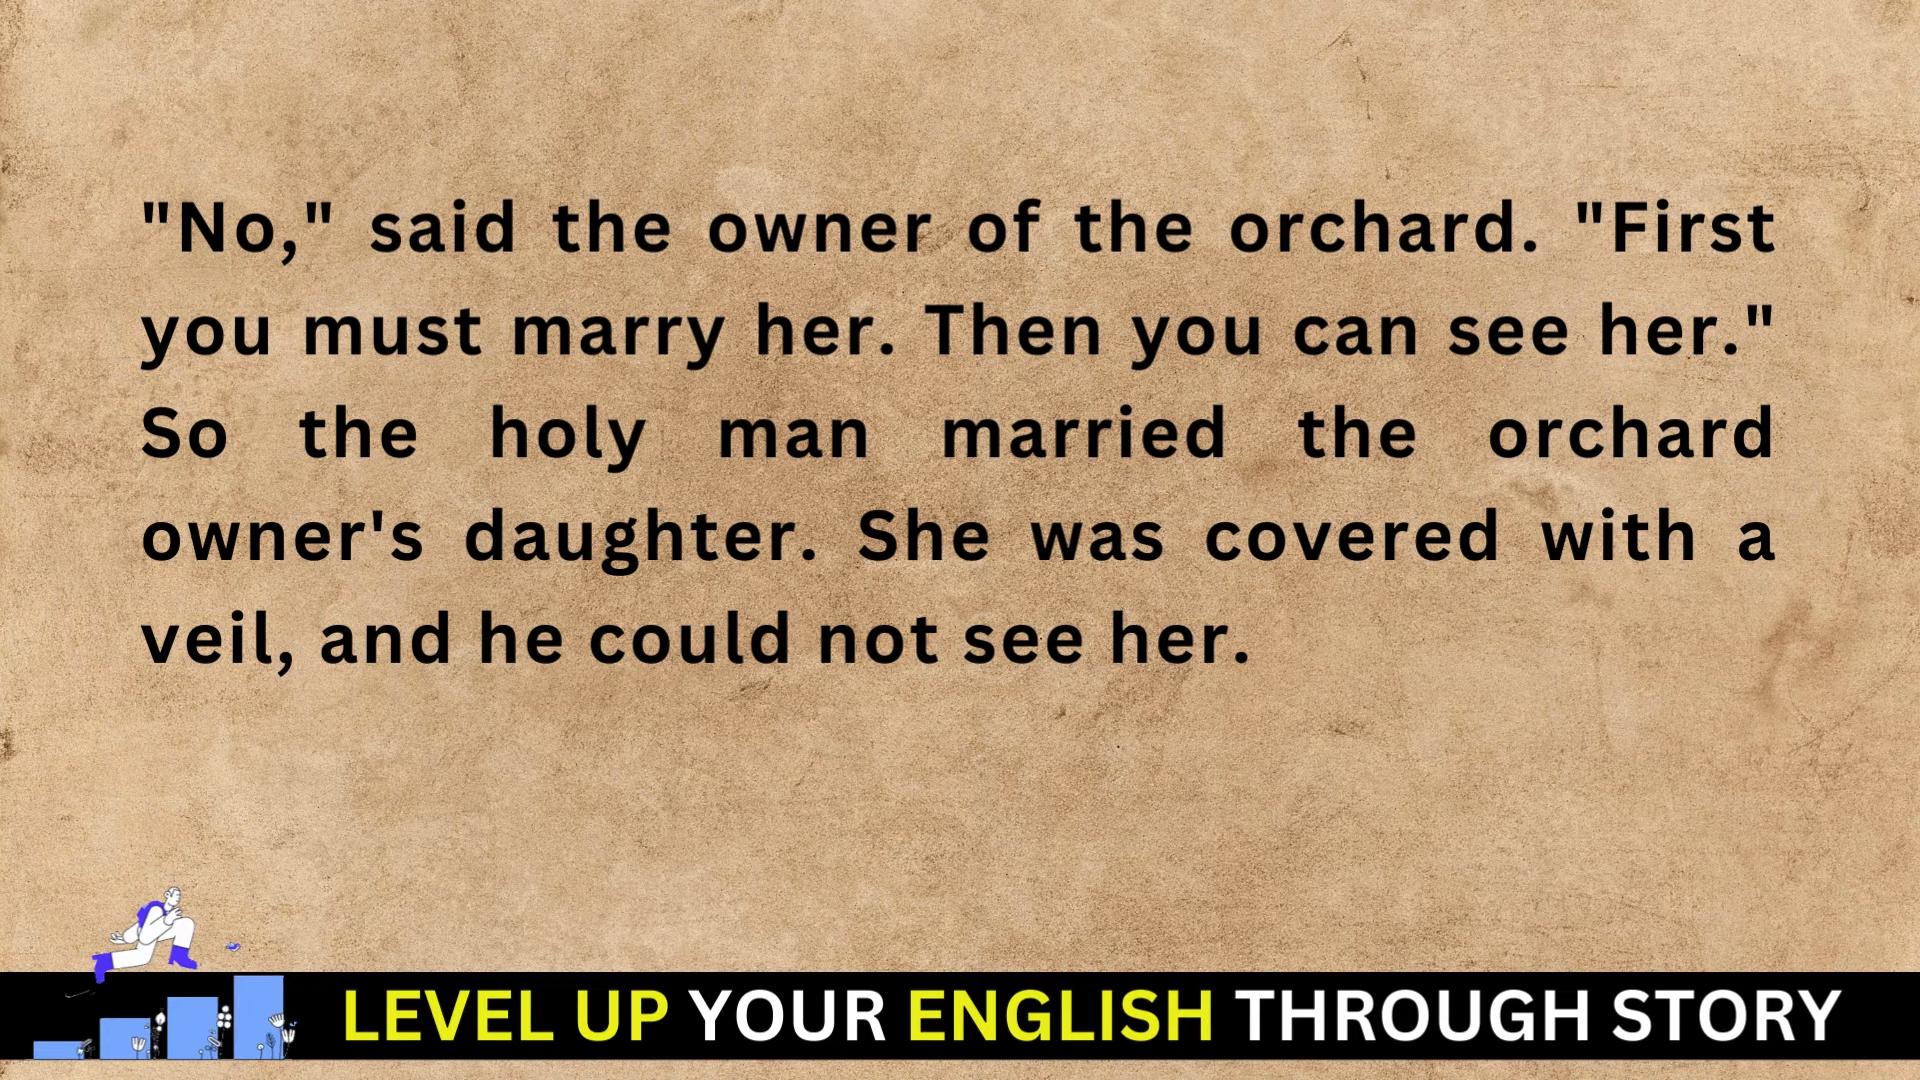 "No," said the owner of the orchard. "First
you must marry her. Then you can see her."
So the holy man married the orchard
owner's daughter. She was covered with a
veil, and he could not see her.
LEVEL UP YOUR ENGLISH THROUGH STORY